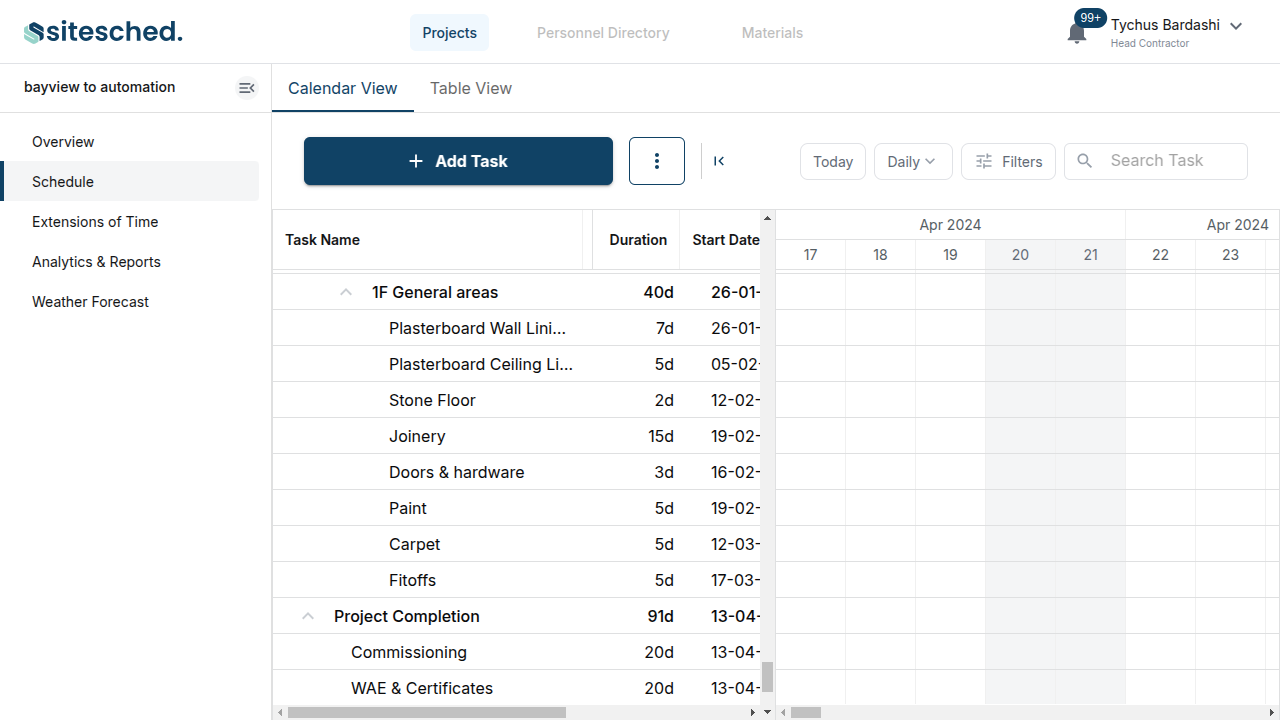 sitesched.
Projects
Personnel Directory
Materials
99+
Tychus Bardashi
Head Contractor
bayview to automation
Calendar View
Table View
Overview
Schedule
Extensions of Time
Analytics & Reports
Weather Forecast
Add Task
Today
Daily
Filters
Search Task
Task Name
Duration
Start Date
Apr 2024
Apr 2024
17
18
19
20
21
22
23
1F General areas 40d 26-01-
Plasterboard Wall Lini... 7d 26-01-
Plasterboard Ceiling Li... 5d 05-02-
Stone Floor 2d 12-02-
Joinery 15d 19-02-
Doors & hardware 3d 16-02-
Paint 5d 19-02-
Carpet 5d 12-03-
Fitoffs 5d 17-03-
Project Completion 91d 13-04-
Commissioning 20d 13-04-
WAE & Certificates 20d 13-04-